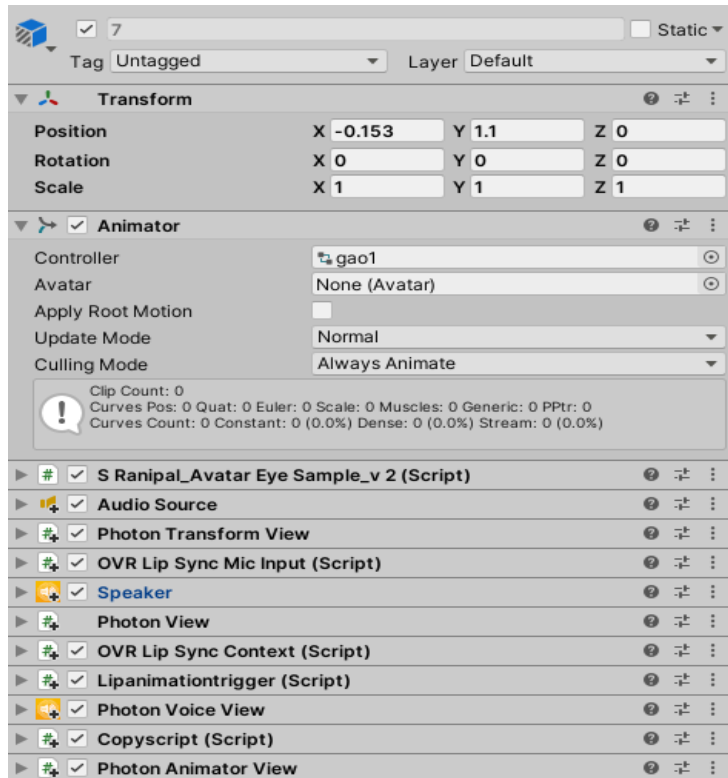 7 Static
Tag Untagged Layer Default
Transform
Position X -0.153 Y 1.1 Z 0
Rotation X 0 Y 0 Z 0
Scale X 1 Y 1 Z 1
Animator
Controller gao1
Avatar None (Avatar)
Apply Root Motion
Update Mode Normal
Culling Mode Always Animate
Clip Count: 0
Curves Pos: 0 Quat: 0 Euler: 0 Scale: 0 Muscles: 0 Generic: 0 PPtr: 0
Curves Count: 0 Constant: 0 (0.0%) Dense: 0 (0.0%) Stream: 0 (0.0%)
# S Ranipal_Avatar Eye Sample_v 2 (Script)
Audio Source
# Photon Transform View
# OVR Lip Sync Mic Input (Script)
Speaker
# Photon View
# OVR Lip Sync Context (Script)
# Lipanimationtrigger (Script)
Photon Voice View
# Copyscript (Script)
# Photon Animator View